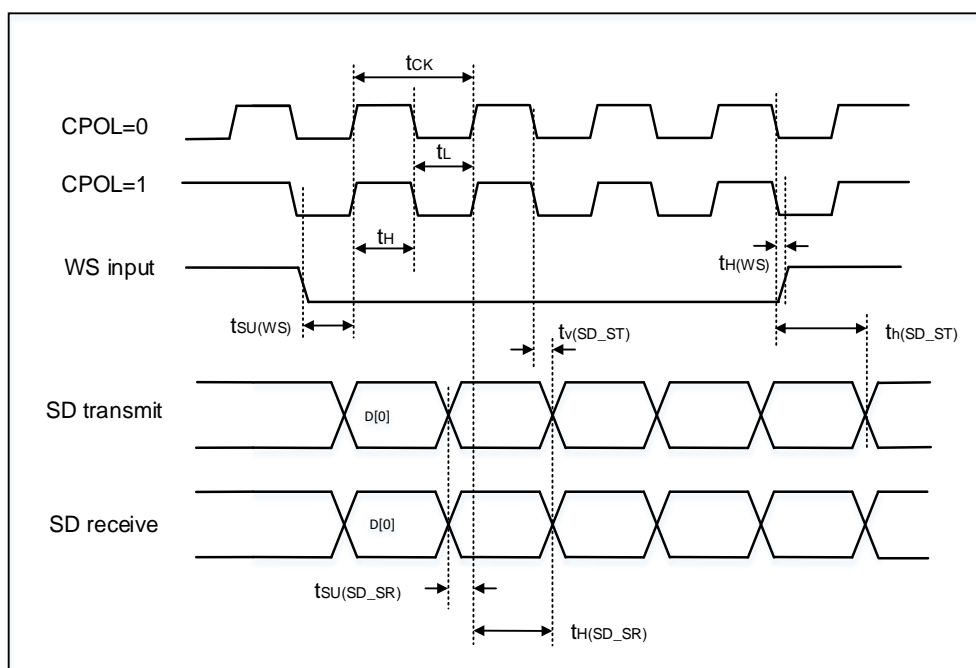 tCK
CPOL=0
tL
CPOL=1
tH
tH(WS)
WS input
tSU(WS)
tv(SD_ST)
th(SD_ST)
SD transmit
D[0]
SD receive
D[0]
tSU(SD_SR)
tH(SD_SR)